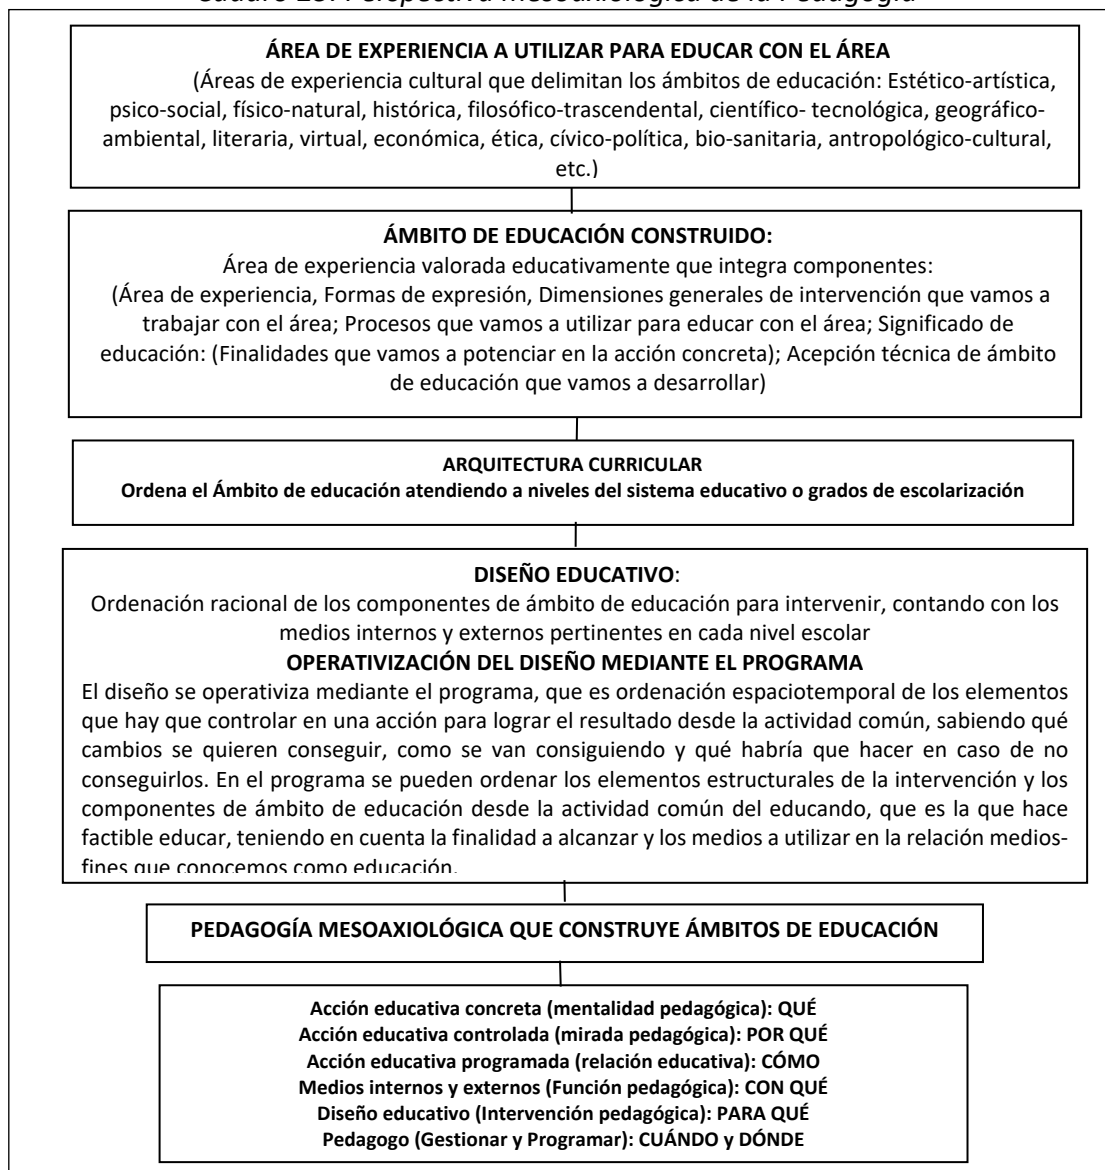 Cuadro Perspectiva mesoaxiológica de la Pedagogía
ÁREA DE EXPERIENCIA A UTILIZAR PARA EDUCAR CON EL ÁREA
(Áreas de experiencia cultural que delimitan los ámbitos de educación: Estético-artística,
psico-social, físico-natural, histórica, filosófico-trascendental, científico- tecnológica, geográfico-
ambiental, literaria, virtual, económica, ética, cívico-política, bio-sanitaria, antropológico-cultural,
etc.)
ÁMBITO DE EDUCACIÓN CONSTRUIDO:
Área de experiencia valorada educativamente que integra componentes:
(Área de experiencia, Formas de expresión, Dimensiones generales de intervención que vamos a
trabajar con el área; Procesos que vamos a utilizar para educar con el área; Significado de
educación: (Finalidades que vamos a potenciar en la acción concreta); Acepción técnica de ámbito
de educación que vamos a desarrollar)
ARQUITECTURA CURRICULAR
Ordena el Ámbito de educación atendiendo a niveles del sistema educativo o grados de escolarización
DISEÑO EDUCATIVO:
Ordenación racional de los componentes de ámbito de educación para intervenir, contando con los
medios internos y externos pertinentes en cada nivel escolar
OPERATIVIZACIÓN DEL DISEÑO MEDIANTE EL PROGRAMA
El diseño se operativiza mediante el programa, que es ordenación espaciotemporal de los elementos
que hay que controlar en una acción para lograr el resultado desde la actividad común, sabiendo qué
cambios se quieren conseguir, como se van consiguiendo y qué habría que hacer en caso de no
conseguirlos. En el programa se pueden ordenar los elementos estructurales de la intervención y los
componentes de ámbito de educación desde la actividad común del educando, que es la que hace
factible educar, teniendo en cuenta la finalidad a alcanzar y los medios a utilizar en la relación medios-
fines que conocemos como educación.
PEDAGOGÍA MESOAXIOLÓGICA QUE CONSTRUYE ÁMBITOS DE EDUCACIÓN
Acción educativa concreta (mentalidad pedagógica): QUÉ
Acción educativa controlada (mirada pedagógica): POR QUÉ
Acción educativa programada (relación educativa): CÓMO
Medios internos y externos (Función pedagógica): CON QUÉ
Diseño educativo (Intervención pedagógica): PARA QUÉ
Pedagogo (Gestionar y Programar): CUÁNDO y DÓNDE